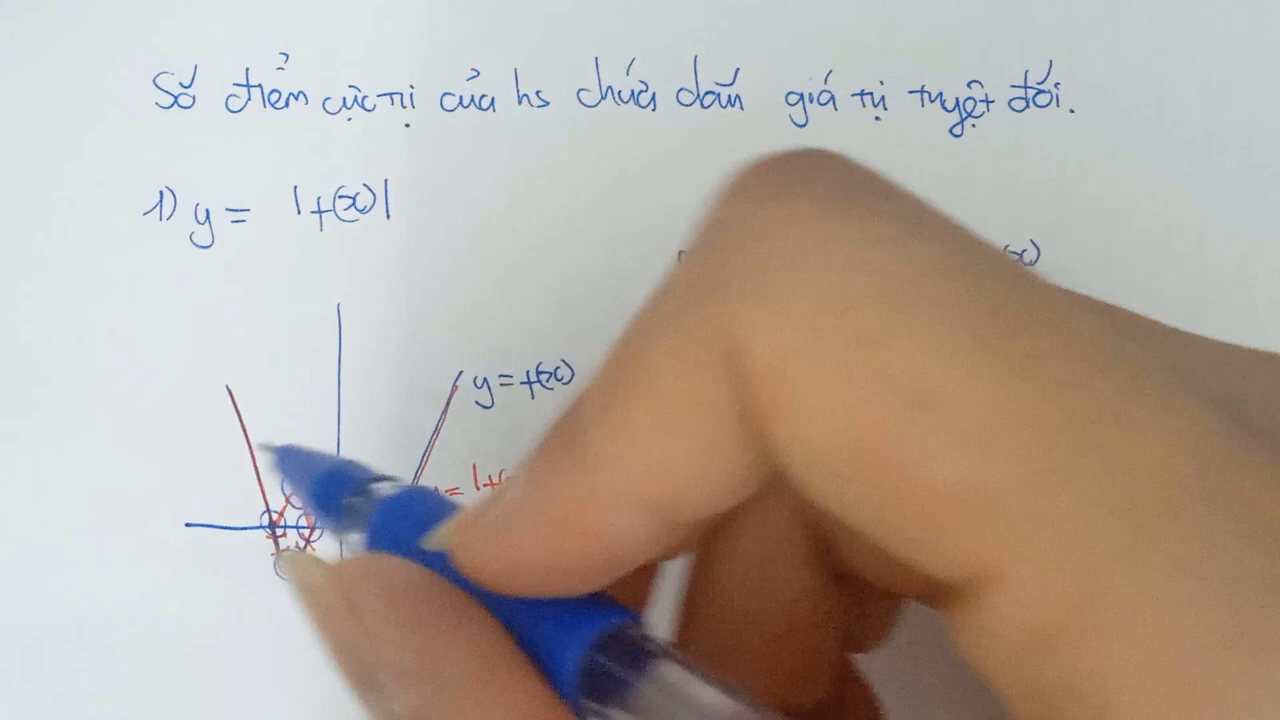 Số điểm cực trị của hs chứa dấu giá trị tuyệt đối.
1) y = |f(x)|
(x)
y = f(x)
= |f(